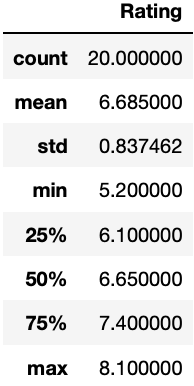 Rating
count 20.000000
mean 6.685000
std 0.837462
min 5.200000
25% 6.100000
50% 6.650000
75% 7.400000
max 8.100000